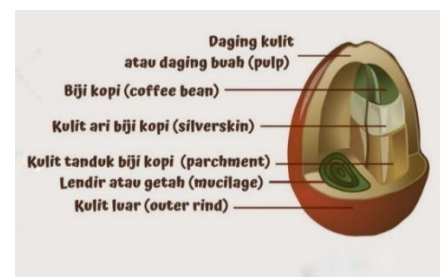 Daging kulit
atau daging buah (pulp)
Biji kopi (coffee bean)
Kulit ari biji kopi (silverskin)
Kulit tanduk biji kopi (parchment)
Lendir atau getah (mucilage)
Kulit luar (outer rind)